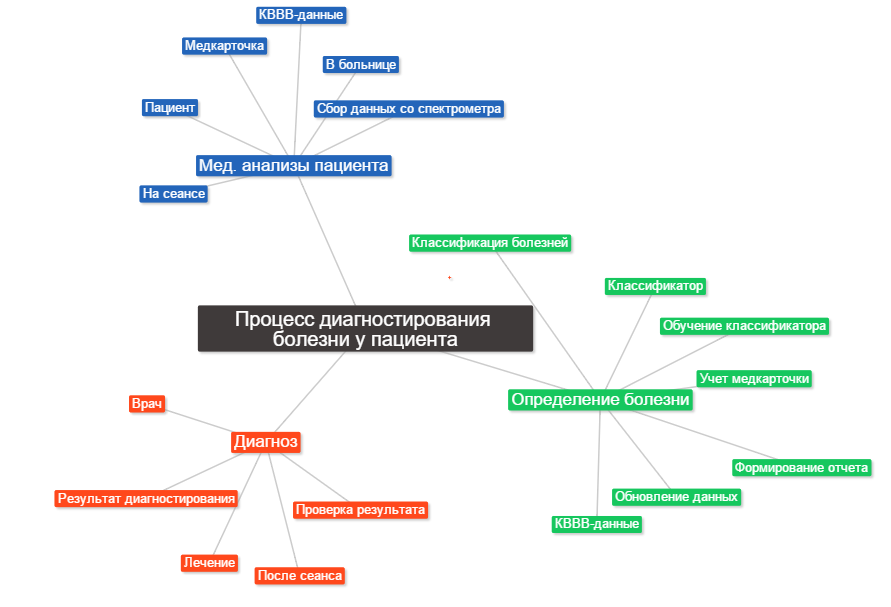 КВВВ-данные
Медкарточка
В больнице
Пациент
Сбор данных со спектрометра
Мед. анализы пациента
На сеансе
Классификация болезней
Классификатор
Процесс диагностирования
болезни у пациента
Обучение классификатора
Учет медкарточки
Определение болезни
Врач
Диагноз
Формирование отчета
Результат диагностирования
Обновление данных
Проверка результата
КВВВ-данные
Лечение
После сеанса